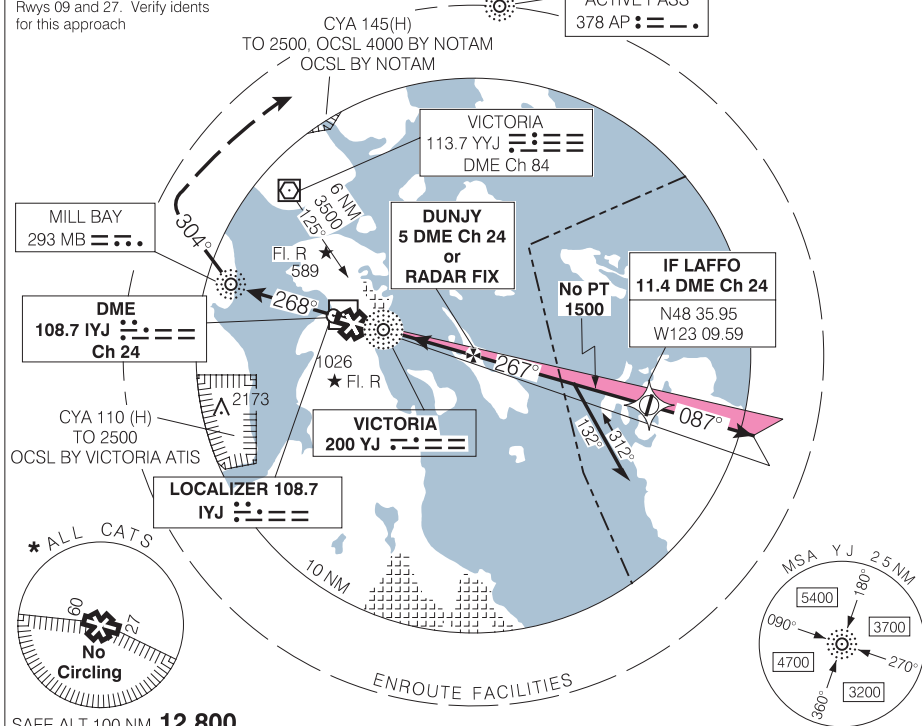 Rwys 09 and 27. Verify idents
for this approach
378 AP
CYA 145(H)
TO 2500, OCSL 4000 BY NOTAM
OCSL BY NOTAM
VICTORIA
113.7 YYJ
DME Ch 84
MILL BAY
293 MB
304°
6 NM
3500
125°
Fl. R
589
DUNJY
5 DME Ch 24
or
RADAR FIX
No PT
1500
IF LAFFO
11.4 DME Ch 24
N48 35.95
W123 09.59
DME
108.7 IYJ
Ch 24
268°
267°
087°
132°
312°
1026
Fl. R
2173
CYA 110 (H)
TO 2500
OCSL BY VICTORIA ATIS
VICTORIA
200 YJ
LOCALIZER 108.7
IYJ
10 NM
ENROUTE FACILITIES
* ALL CATS
09
27
No
Circling
MSA YJ 25 NM
5400
180°
090°
3700
4700
270°
3200
360°
SAFE ALT 100 NM 12,800